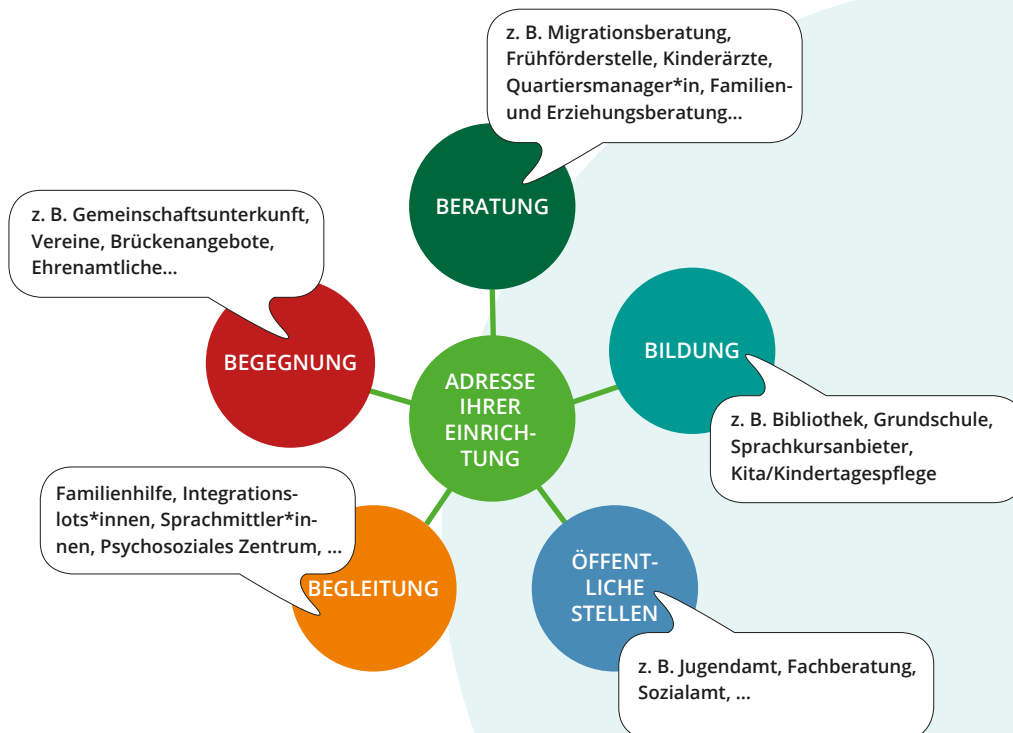 z. B. Migrationsberatung,
Frühförderstelle, Kinderärzte,
Quartiersmanager*in, Familien-
und Erziehungsberatung...
BERATUNG
z. B. Gemeinschaftsunterkunft,
Vereine, Brückenangebote,
Ehrenamtliche...
BEGEGNUNG
BILDUNG
z. B. Bibliothek, Grundschule,
Sprachkursanbieter,
Kita/Kindertagespflege
ADRESSE
IHRER
EINRICH-
TUNG
Familienhilfe, Integrations-
lots*innen, Sprachmittler*in-
nen, Psychosoziales Zentrum, ...
BEGLEITUNG
ÖFFENT-
LICHE
STELLEN
z. B. Jugendamt, Fachberatung,
Sozialamt, ...